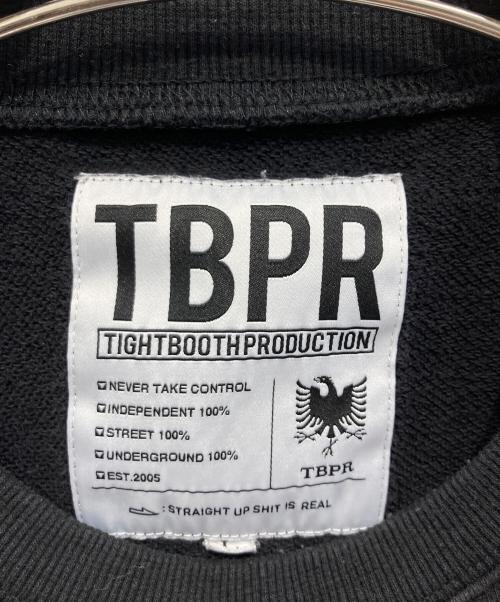 TBPR
TIGHTBOOTHPRODUCTION
NEVER TAKE CONTROL
INDEPENDENT 100%
STREET 100%
UNDERGROUND 100%
EST.2005
TBPR
:STRAIGHT UP SHIT IS REAL